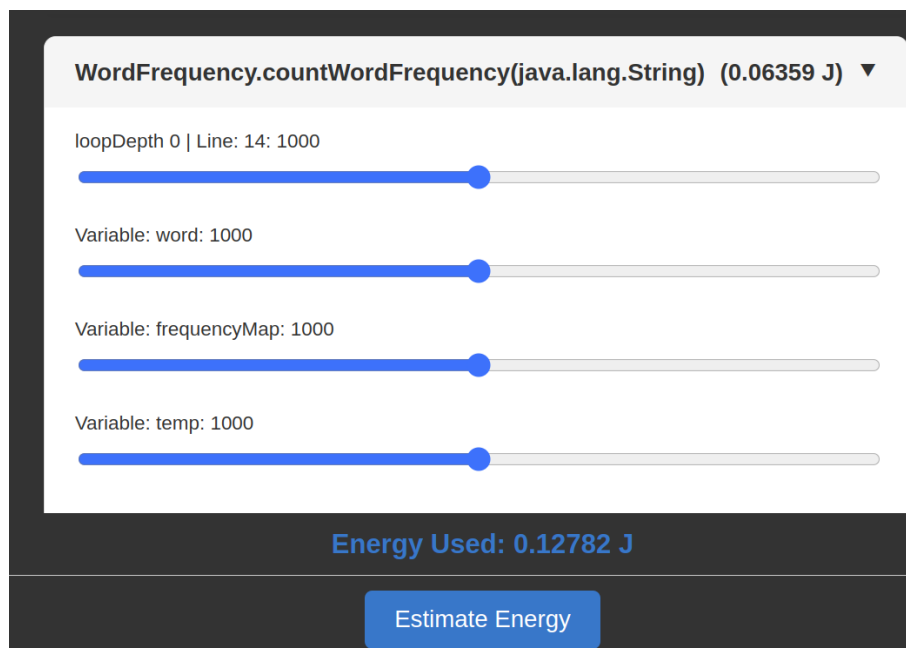 WordFrequency.countWordFrequency(java.lang.String) (0.06359 J) ▼
loopDepth 0 | Line: 14: 1000
Variable: word: 1000
Variable: frequencyMap: 1000
Variable: temp: 1000
Energy Used: 0.12782 J
Estimate Energy